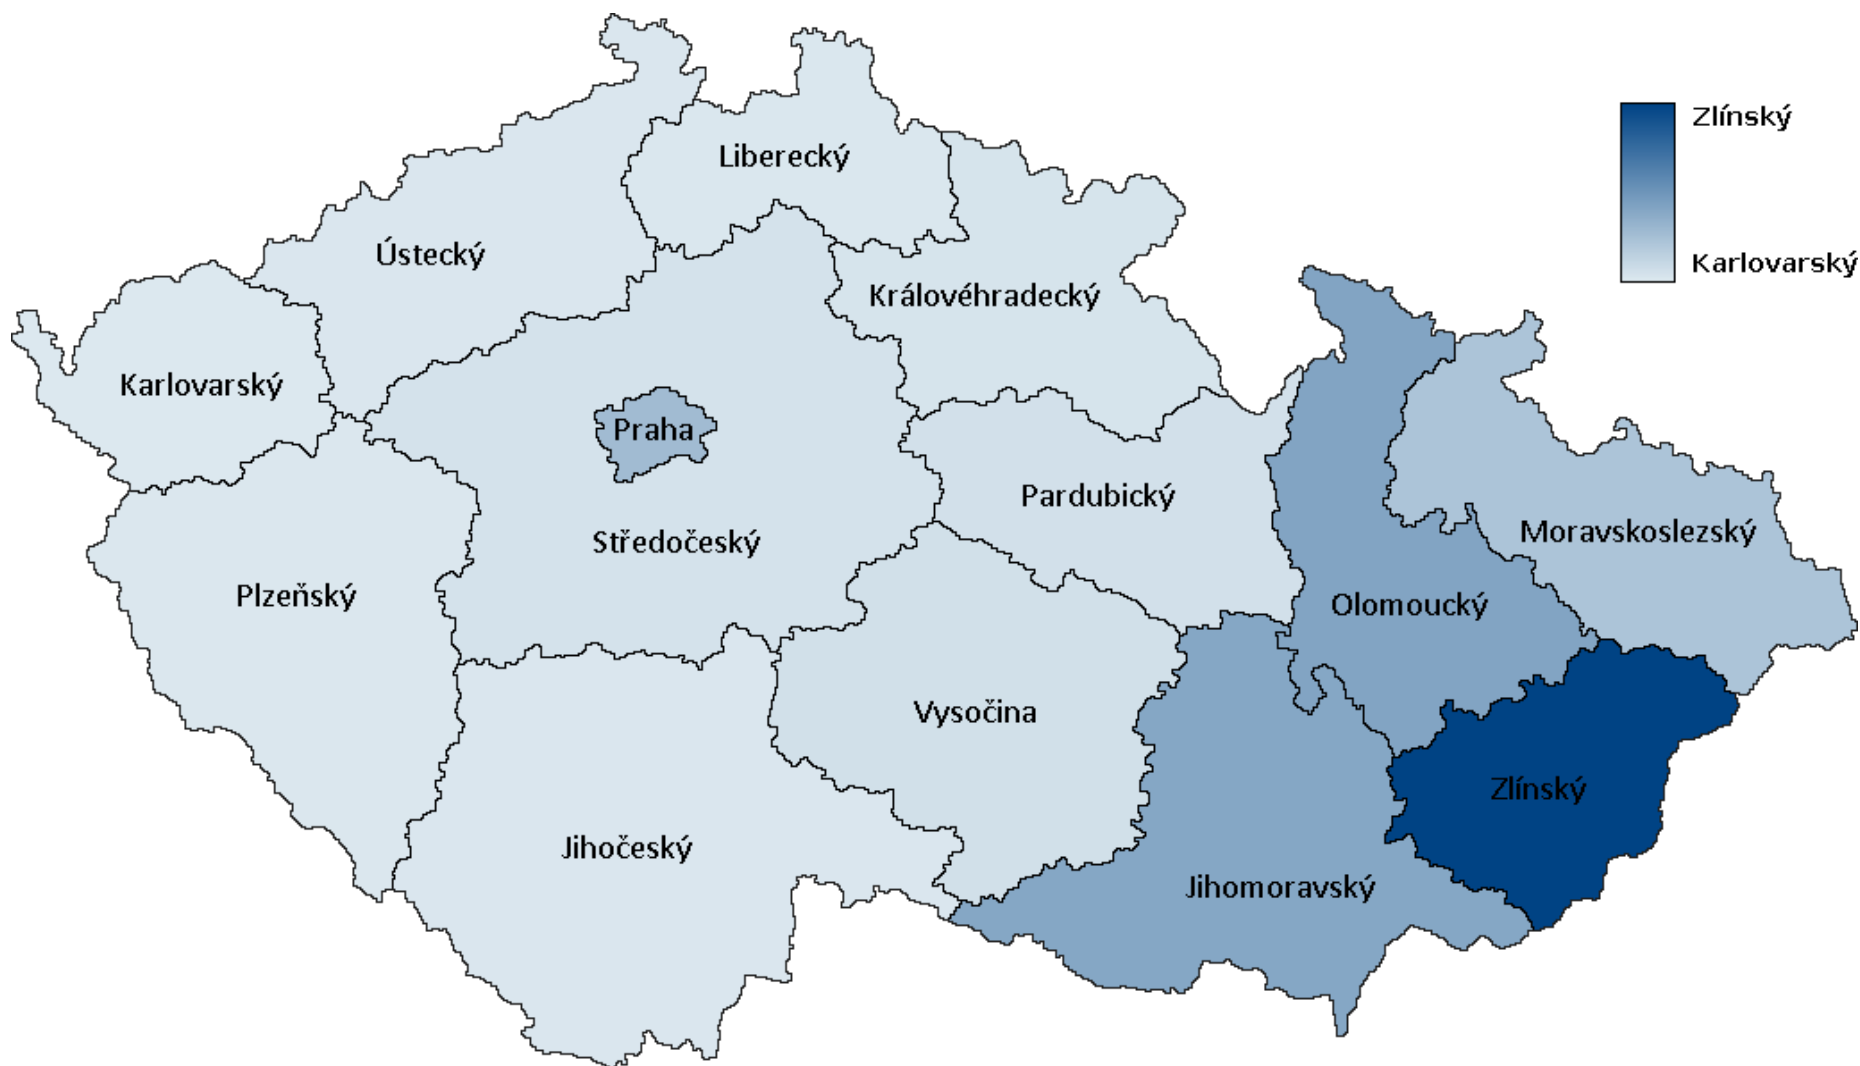 Zlínský
Liberecký
Ústecký
Karlovarský
Královéhradecký
Karlovarský
Praha
Pardubický
Středočeský
Moravskoslezský
Plzeňský
Olomoucký
Vysočina
Zlínský
Jihočeský
Jihomoravský